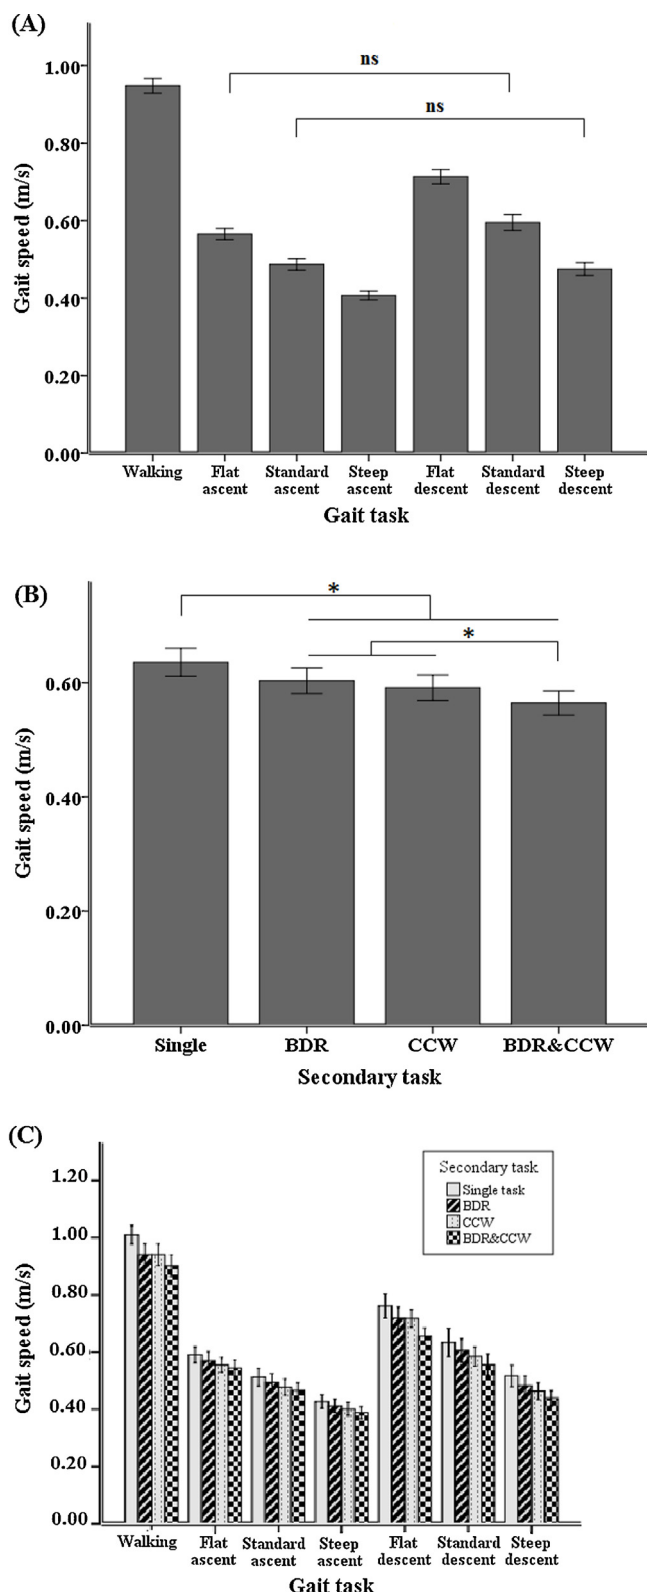 (A)
ns
ns
1.00
0.80
0.60
0.40
0.20
0.00
Gait speed (m/s)
Walking
Flat
ascent
Standard
ascent
Steep
ascent
Flat
descent
Standard
descent
Steep
descent
Gait task
(B)
*
*
0.60
0.40
0.20
0.00
Gait speed (m/s)
Single
BDR
CCW
BDR&CCW
Secondary task
(C)
Secondary task
Single task
BDR
CCW
BDR&CCW
1.20
1.00
0.80
0.60
0.40
0.20
0.00
Gait speed (m/s)
Walking
Flat
ascent
Standard
ascent
Steep
ascent
Flat
descent
Standard
descent
Steep
descent
Gait task